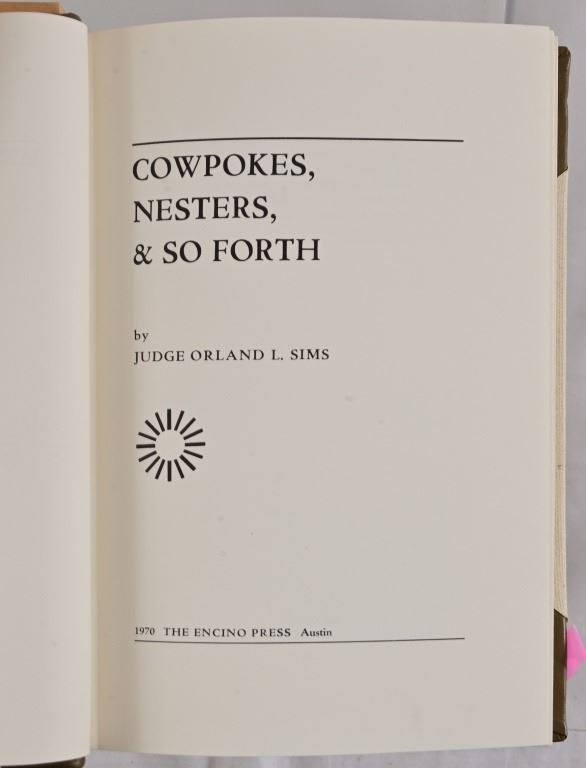 COWPOKES,
NESTERS,
& SO FORTH
by
JUDGE ORLAND L. SIMS
1970 THE ENCINO PRESS Austin